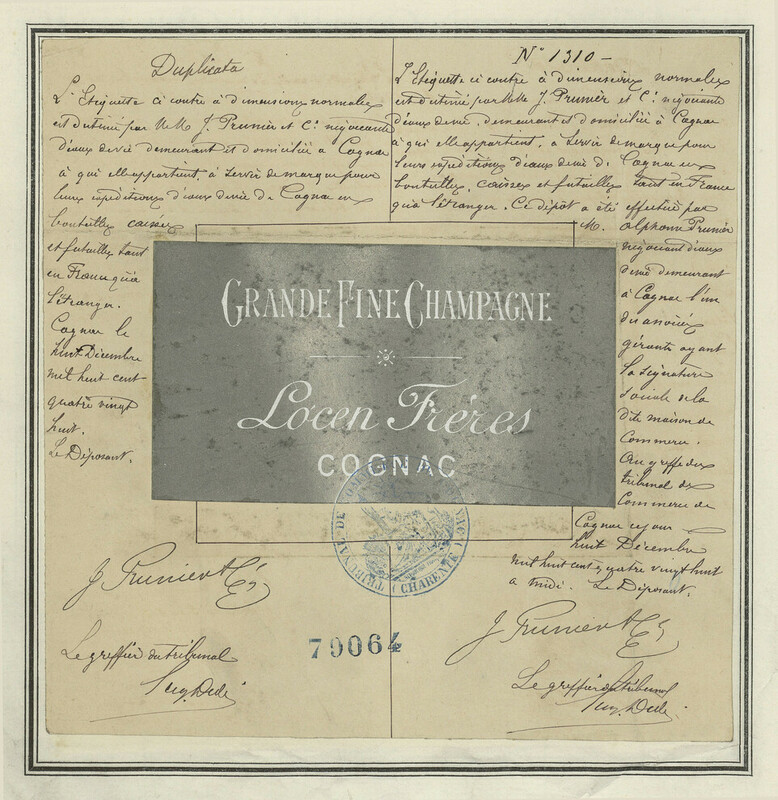 Duplicata
L'Etiquette ci contre à dimensions normales
est destinée par MM J. Prunier et Cie négociants
d'eaux de vie demeurant et domiciliés à Cognac
à qui elle appartient à servir de marque pour
leurs expéditions d'eaux de vie de Cognac en
bouteilles caisses
et futailles tant
en France qu'à
l'étranger.
Cognac le
huit Décembre
mil huit cent
quatre vingt
huit.
Le Déposant.
J. Prunier & Cie
Le greffier du tribunal
N° 1310 -
L'Etiquette ci contre à dimensions normales
est destinée par MM J. Prunier et Cie négociants
d'eaux de vie, demeurant et domiciliés à Cognac
à qui elle appartient, à servir de marque pour
leurs expéditions d'eaux de vie de Cognac en
bouteilles, caisses et futailles tant en France
qu'à l'étranger. Ce dépôt a été effectué par
M. Alphonse Prunier
négociant d'eaux
de vie demeurant
à Cognac l'un
des associés
gérants ayant
la signature
sociale de la
dite maison de
Commerce.
Au greffe du
tribunal de
Commerce de
Cognac ce jour
huit Décembre
mil huit cent quatre vingt huit
à midi. Le Déposant.
J. Prunier & Cie
Le greffier du tribunal
GRANDE FINE CHAMPAGNE
Locen Fréres
COGNAC
TRIBUNAL DE COMMERCE
(CHARENTE)
70064